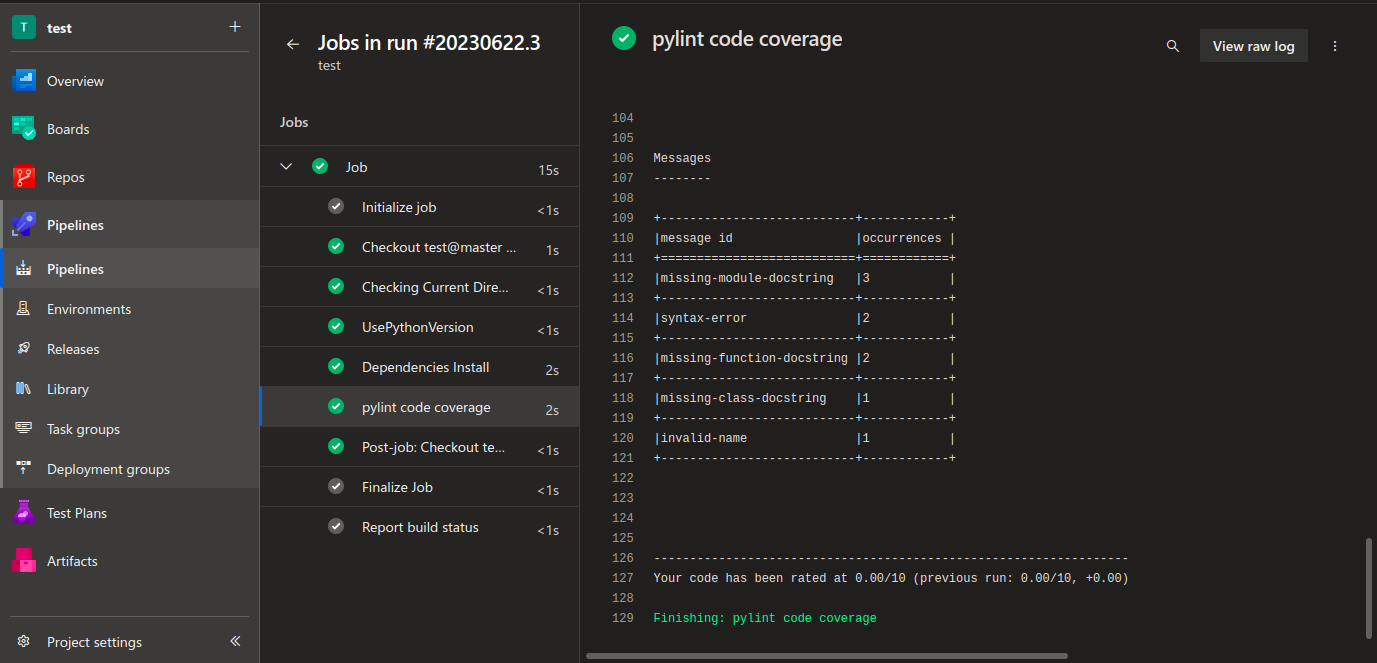 T test +
Overview
Boards
Repos
Pipelines
Pipelines
Environments
Releases
Library
Task groups
Deployment groups
Test Plans
Artifacts
Project settings
Jobs in run #20230622.3
test
Jobs
Job 15s
Initialize job <1s
Checkout test@master ... 1s
Checking Current Dire... <1s
UsePythonVersion <1s
Dependencies Install 2s
pylint code coverage 2s
Post-job: Checkout te... <1s
Finalize Job <1s
Report build status <1s
pylint code coverage
View raw log
104
105
106 Messages
107 --------
108
109 +---------------------------+------------+
110 |message id                 |occurrences |
111 +===========================+============+
112 |missing-module-docstring   |3           |
113 +---------------------------+------------+
114 |syntax-error               |2           |
115 +---------------------------+------------+
116 |missing-function-docstring |2           |
117 +---------------------------+------------+
118 |missing-class-docstring    |1           |
119 +---------------------------+------------+
120 |invalid-name               |1           |
121 +---------------------------+------------+
122
123
124
125
126 ------------------------------------------------------------------
127 Your code has been rated at 0.00/10 (previous run: 0.00/10, +0.00)
128
129 Finishing: pylint code coverage